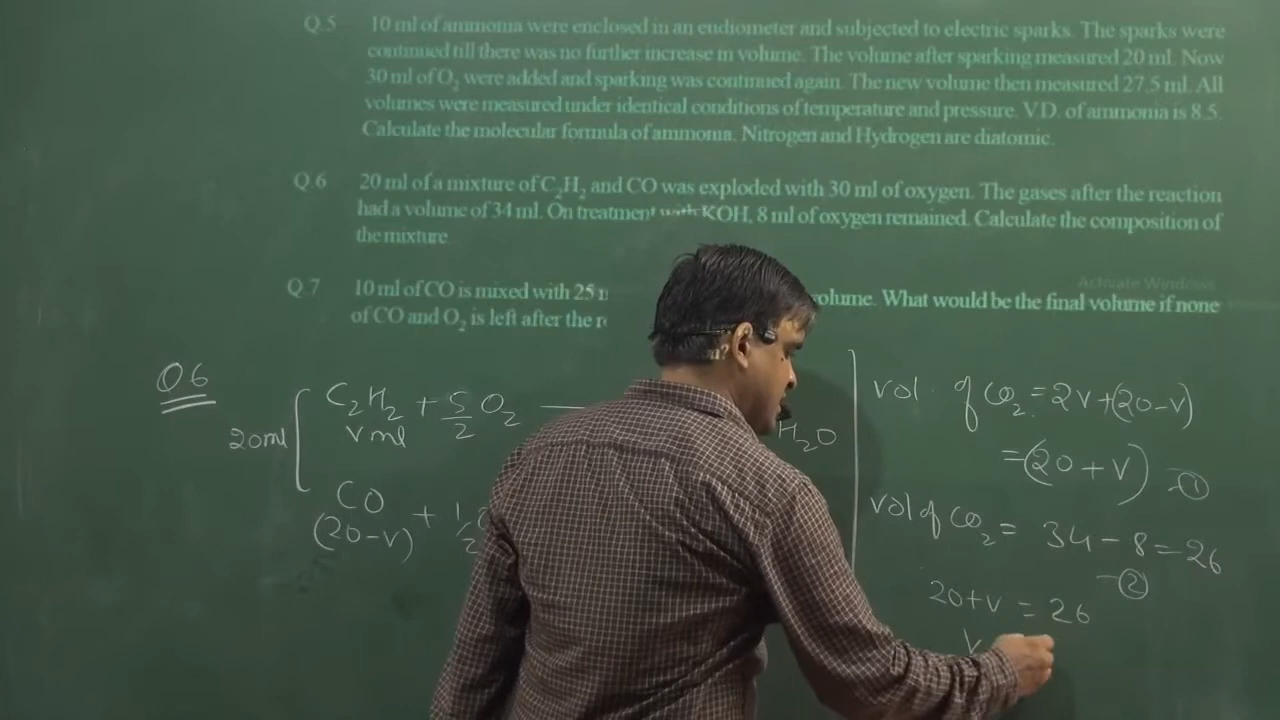 Q.5 10 ml of ammonia were enclosed in an eudiometer and subjected to electric sparks. The sparks were
continued till there was no further increase in volume. The volume after sparking measured 20 ml. Now
30 ml of O₂ were added and sparking was continued again. The new volume then measured 27.5 ml. All
volumes were measured under identical conditions of temperature and pressure. V.D. of ammonia is 8.5.
Calculate the molecular formula of ammonia. Nitrogen and Hydrogen are diatomic.
Q.6 20 ml of a mixture of C₂H₂ and CO was exploded with 30 ml of oxygen. The gases after the reaction
had a volume of 34 ml. On treatment with KOH, 8 ml of oxygen remained. Calculate the composition of
the mixture.
Activate Windows
Q.7 10 ml of CO is mixed with 25 volume. What would be the final volume if none
of CO and O₂ is left after the
Q6
20ml C₂H₂ + 5/2 O₂ — H₂O
v ml
CO + 1/2
(20-v)
vol. of CO₂ = 2v+(20-v)
=(20+v) -①
vol of CO₂ = 34-8=26
-②
20+v = 26
v